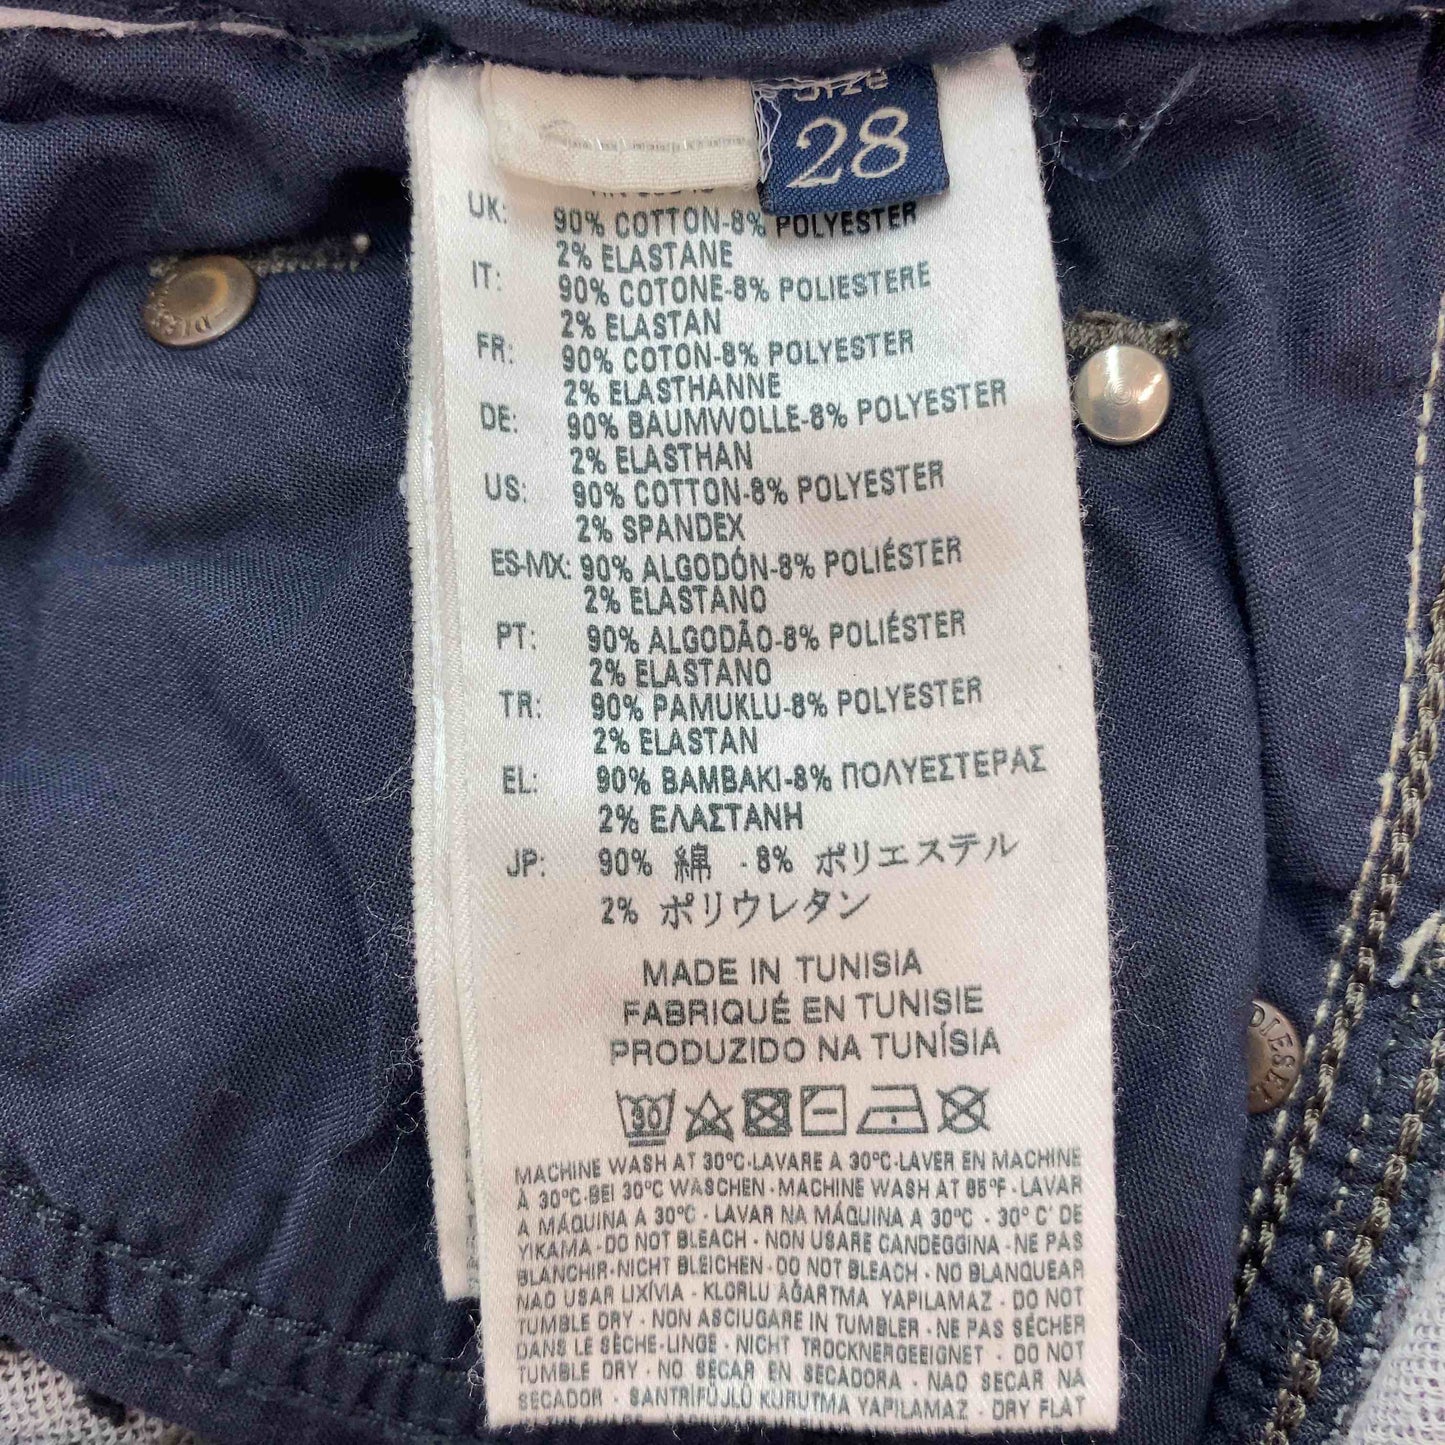 Size
28
UK: 90% COTTON-8% POLYESTER
2% ELASTANE
IT: 90% COTONE-8% POLIESTERE
2% ELASTAN
FR: 90% COTON-8% POLYESTER
2% ELASTHANNE
DE: 90% BAUMWOLLE-8% POLYESTER
2% ELASTHAN
US: 90% COTTON-8% POLYESTER
2% SPANDEX
ES-MX: 90% ALGODÓN-8% POLIÉSTER
2% ELASTANO
PT: 90% ALGODÃO-8% POLIÉSTER
2% ELASTANO
TR: 90% PAMUKLU-8% POLYESTER
2% ELASTAN
EL: 90% ΒΑΜΒΑΚΙ-8% ΠΟΛΥΕΣΤΕΡΑΣ
2% ΕΛΑΣΤΑΝΗ
JP: 90% 綿 - 8% ポリエステル
2% ポリウレタン
MADE IN TUNISIA
FABRIQUÉ EN TUNISIE
PRODUZIDO NA TUNÍSIA
30
MACHINE WASH AT 30°C-LAVARE A 30°C-LAVER EN MACHINE
À 30°C-BEI 30°C WASCHEN - MACHINE WASH AT 85°F - LAVAR
A MÁQUINA A 30°C - LAVAR NA MÁQUINA A 30°C - 30° C' DE
YIKAMA - DO NOT BLEACH - NON USARE CANDEGGINA - NE PAS
BLANCHIR - NICHT BLEICHEN - DO NOT BLEACH - NO BLANQUEAR
NAO USAR LIXÍVIA - KLORLU AĞARTMA YAPILAMAZ - DO NOT
TUMBLE DRY - NON ASCIUGARE IN TUMBLER - NE PAS SÉCHER
DANS LE SÈCHE-LINGE - NICHT TROCKNERGEEIGNET - DO NOT
TUMBLE DRY - NO SECAR EN SECADORA - NAO SECAR NA
SECADOR - SANTRİFÜJLÜ KURUTMA YAPILAMAZ - DRY FLAT
DIESEL